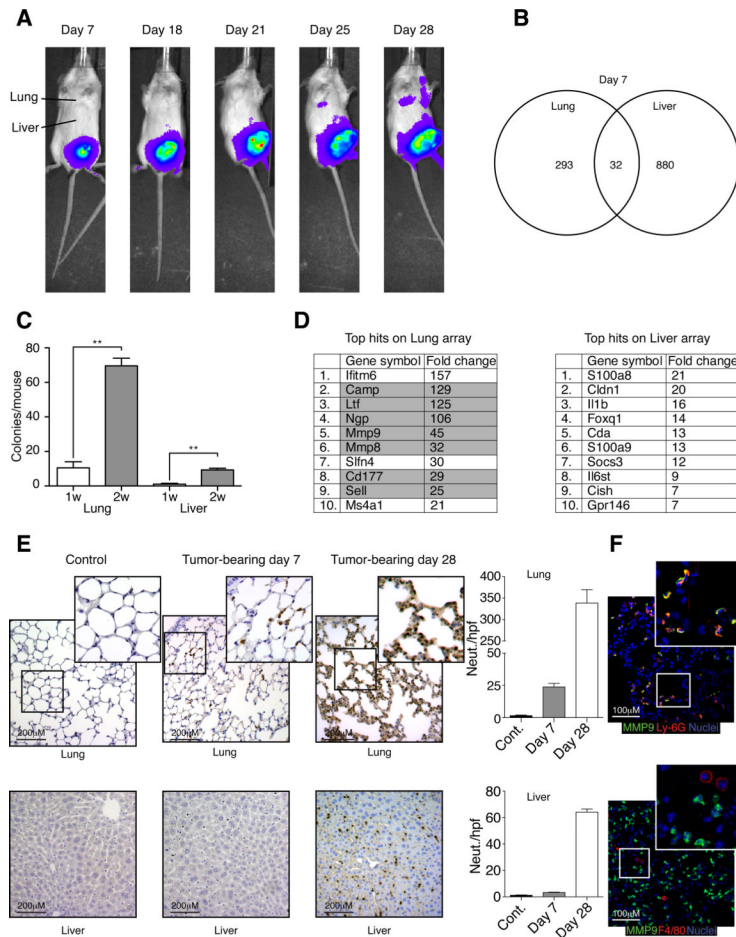 A
Day 7 Day 18 Day 21 Day 25 Day 28
Lung
Liver
B
Day 7
Lung Liver
293 32 880
C
Colonies/mouse
80
60
40
20
0
** **
1w 2w 1w 2w
Lung Liver
D
Top hits on Lung array
Gene symbol Fold change
1. Ifitm6 157
2. Camp 129
3. Ltf 125
4. Ngp 106
5. Mmp9 45
6. Mmp8 32
7. Slfn4 30
8. Cd177 29
9. Sell 25
10. Ms4a1 21
Top hits on Liver array
Gene symbol Fold change
1. S100a8 21
2. Cldn1 20
3. Il1b 16
4. Foxq1 14
5. Cda 13
6. S100a9 13
7. Socs3 12
8. Il6st 9
9. Cish 7
10. Gpr146 7
E
Control Tumor-bearing day 7 Tumor-bearing day 28
200µM 200µM 200µM
Lung Lung Lung
Lung
Neut./hpf
400
350
300
250
50
25
0
Cont. Day 7 Day 28
200µM 200µM 200µM
Liver Liver Liver
Liver
Neut./hpf
80
60
40
20
0
Cont. Day 7 Day 28
F
100µM
MMP9 Ly-6G Nuclei
100µM
MMP9 F4/80 Nuclei